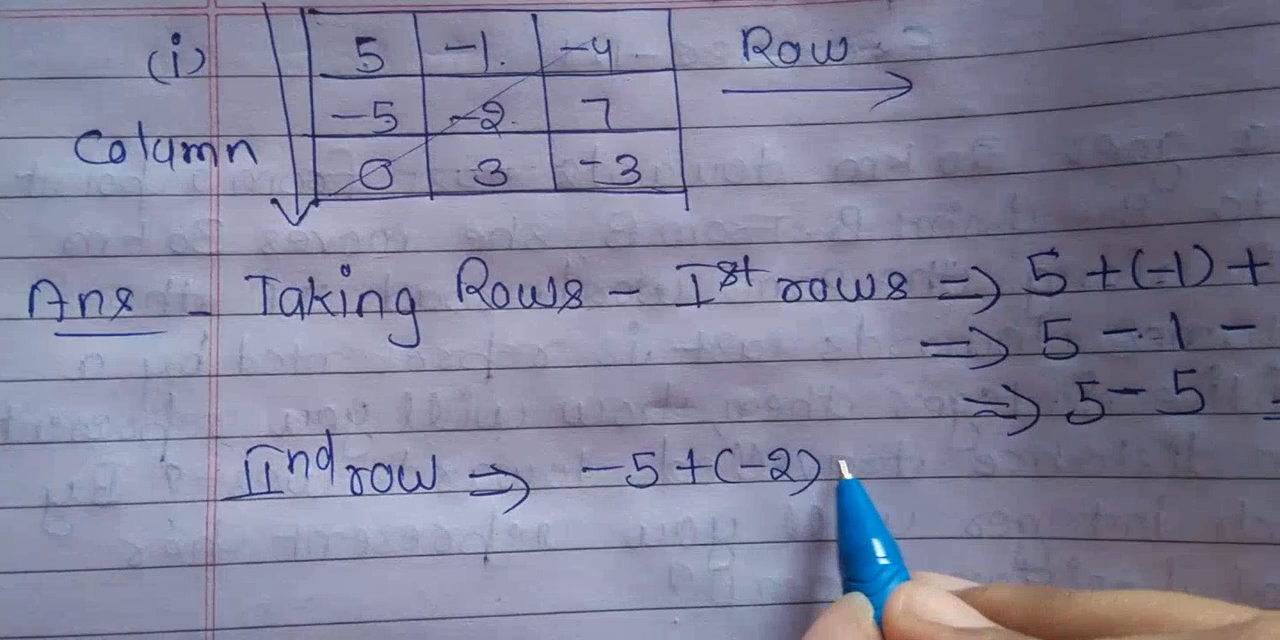 (i) 5 -1 -4 Row
-5 -2 7
Column 0 3 -3
Ans - Taking Rows - Ist rows ⇒ 5 + (-1) +
⇒ 5 - 1 -
⇒ 5 - 5 =
IInd row ⇒ -5 + (-2)